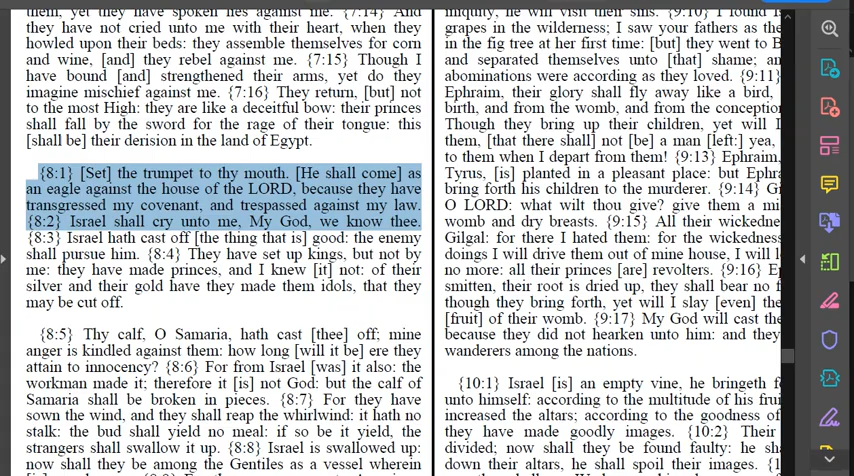 them, yet they have spoken lies against me. {7:14} And
they have not cried unto me with their heart, when they
howled upon their beds: they assemble themselves for corn
and wine, [and] they rebel against me. {7:15} Though I
have bound [and] strengthened their arms, yet do they
imagine mischief against me. {7:16} They return, [but] not
to the most High: they are like a deceitful bow: their princes
shall fall by the sword for the rage of their tongue: this
[shall be] their derision in the land of Egypt.
{8:1} [Set] the trumpet to thy mouth. [He shall come] as
an eagle against the house of the LORD, because they have
transgressed my covenant, and trespassed against my law.
{8:2} Israel shall cry unto me, My God, we know thee.
{8:3} Israel hath cast off [the thing that is] good: the enemy
shall pursue him. {8:4} They have set up kings, but not by
me: they have made princes, and I knew [it] not: of their
silver and their gold have they made them idols, that they
may be cut off.
{8:5} Thy calf, O Samaria, hath cast [thee] off; mine
anger is kindled against them: how long [will it be] ere they
attain to innocency? {8:6} For from Israel [was] it also: the
workman made it; therefore it [is] not God: but the calf of
Samaria shall be broken in pieces. {8:7} For they have
sown the wind, and they shall reap the whirlwind: it hath no
stalk: the bud shall yield no meal: if so be it yield, the
strangers shall swallow it up. {8:8} Israel is swallowed up:
now shall they be among the Gentiles as a vessel wherein
iniquity, he will visit their sins. {9:10} I found
grapes in the wilderness; I saw your fathers as the
in the fig tree at her first time: [but] they went to B
and separated themselves unto [that] shame; an
abominations were according as they loved. {9:11}
Ephraim, their glory shall fly away like a bird,
birth, and from the womb, and from the conception
Though they bring up their children, yet will I
them, [that there shall] not [be] a man [left:] yea,
to them when I depart from them! {9:13} Ephraim,
Tyrus, [is] planted in a pleasant place: but Ephra
bring forth his children to the murderer. {9:14} Gi
O LORD: what wilt thou give? give them a mi
womb and dry breasts. {9:15} All their wickedne
Gilgal: for there I hated them: for the wickedness
doings I will drive them out of mine house, I will l
no more: all their princes [are] revolters. {9:16} Ep
smitten, their root is dried up, they shall bear no f
though they bring forth, yet will I slay [even] the
[fruit] of their womb. {9:17} My God will cast the
because they did not hearken unto him: and they
wanderers among the nations.
{10:1} Israel [is] an empty vine, he bringeth f
unto himself: according to the multitude of his frui
increased the altars; according to the goodness of
they have made goodly images. {10:2} Their
divided; now shall they be found faulty: he sh
down their altars, he shall spoil their images.